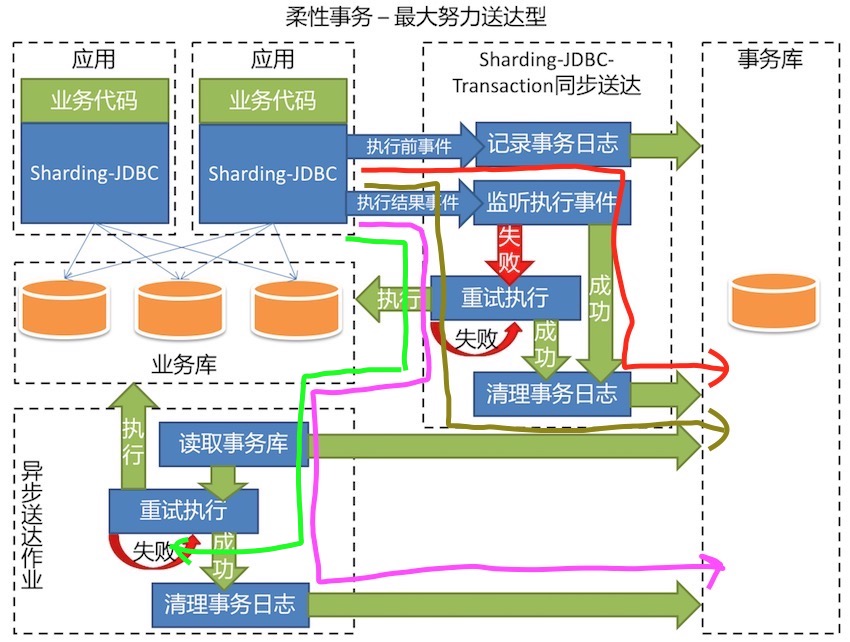 柔性事务 – 最大努力送达型
应用
业务代码
Sharding-JDBC
应用
业务代码
Sharding-JDBC
业务库
Sharding-JDBC-
Transaction同步送达
执行前事件
记录事务日志
执行结果事件
监听执行事件
失败
成功
执行
重试执行
失败
成功
清理事务日志
事务库
异步送达作业
执行
读取事务库
重试执行
失败
成功
清理事务日志